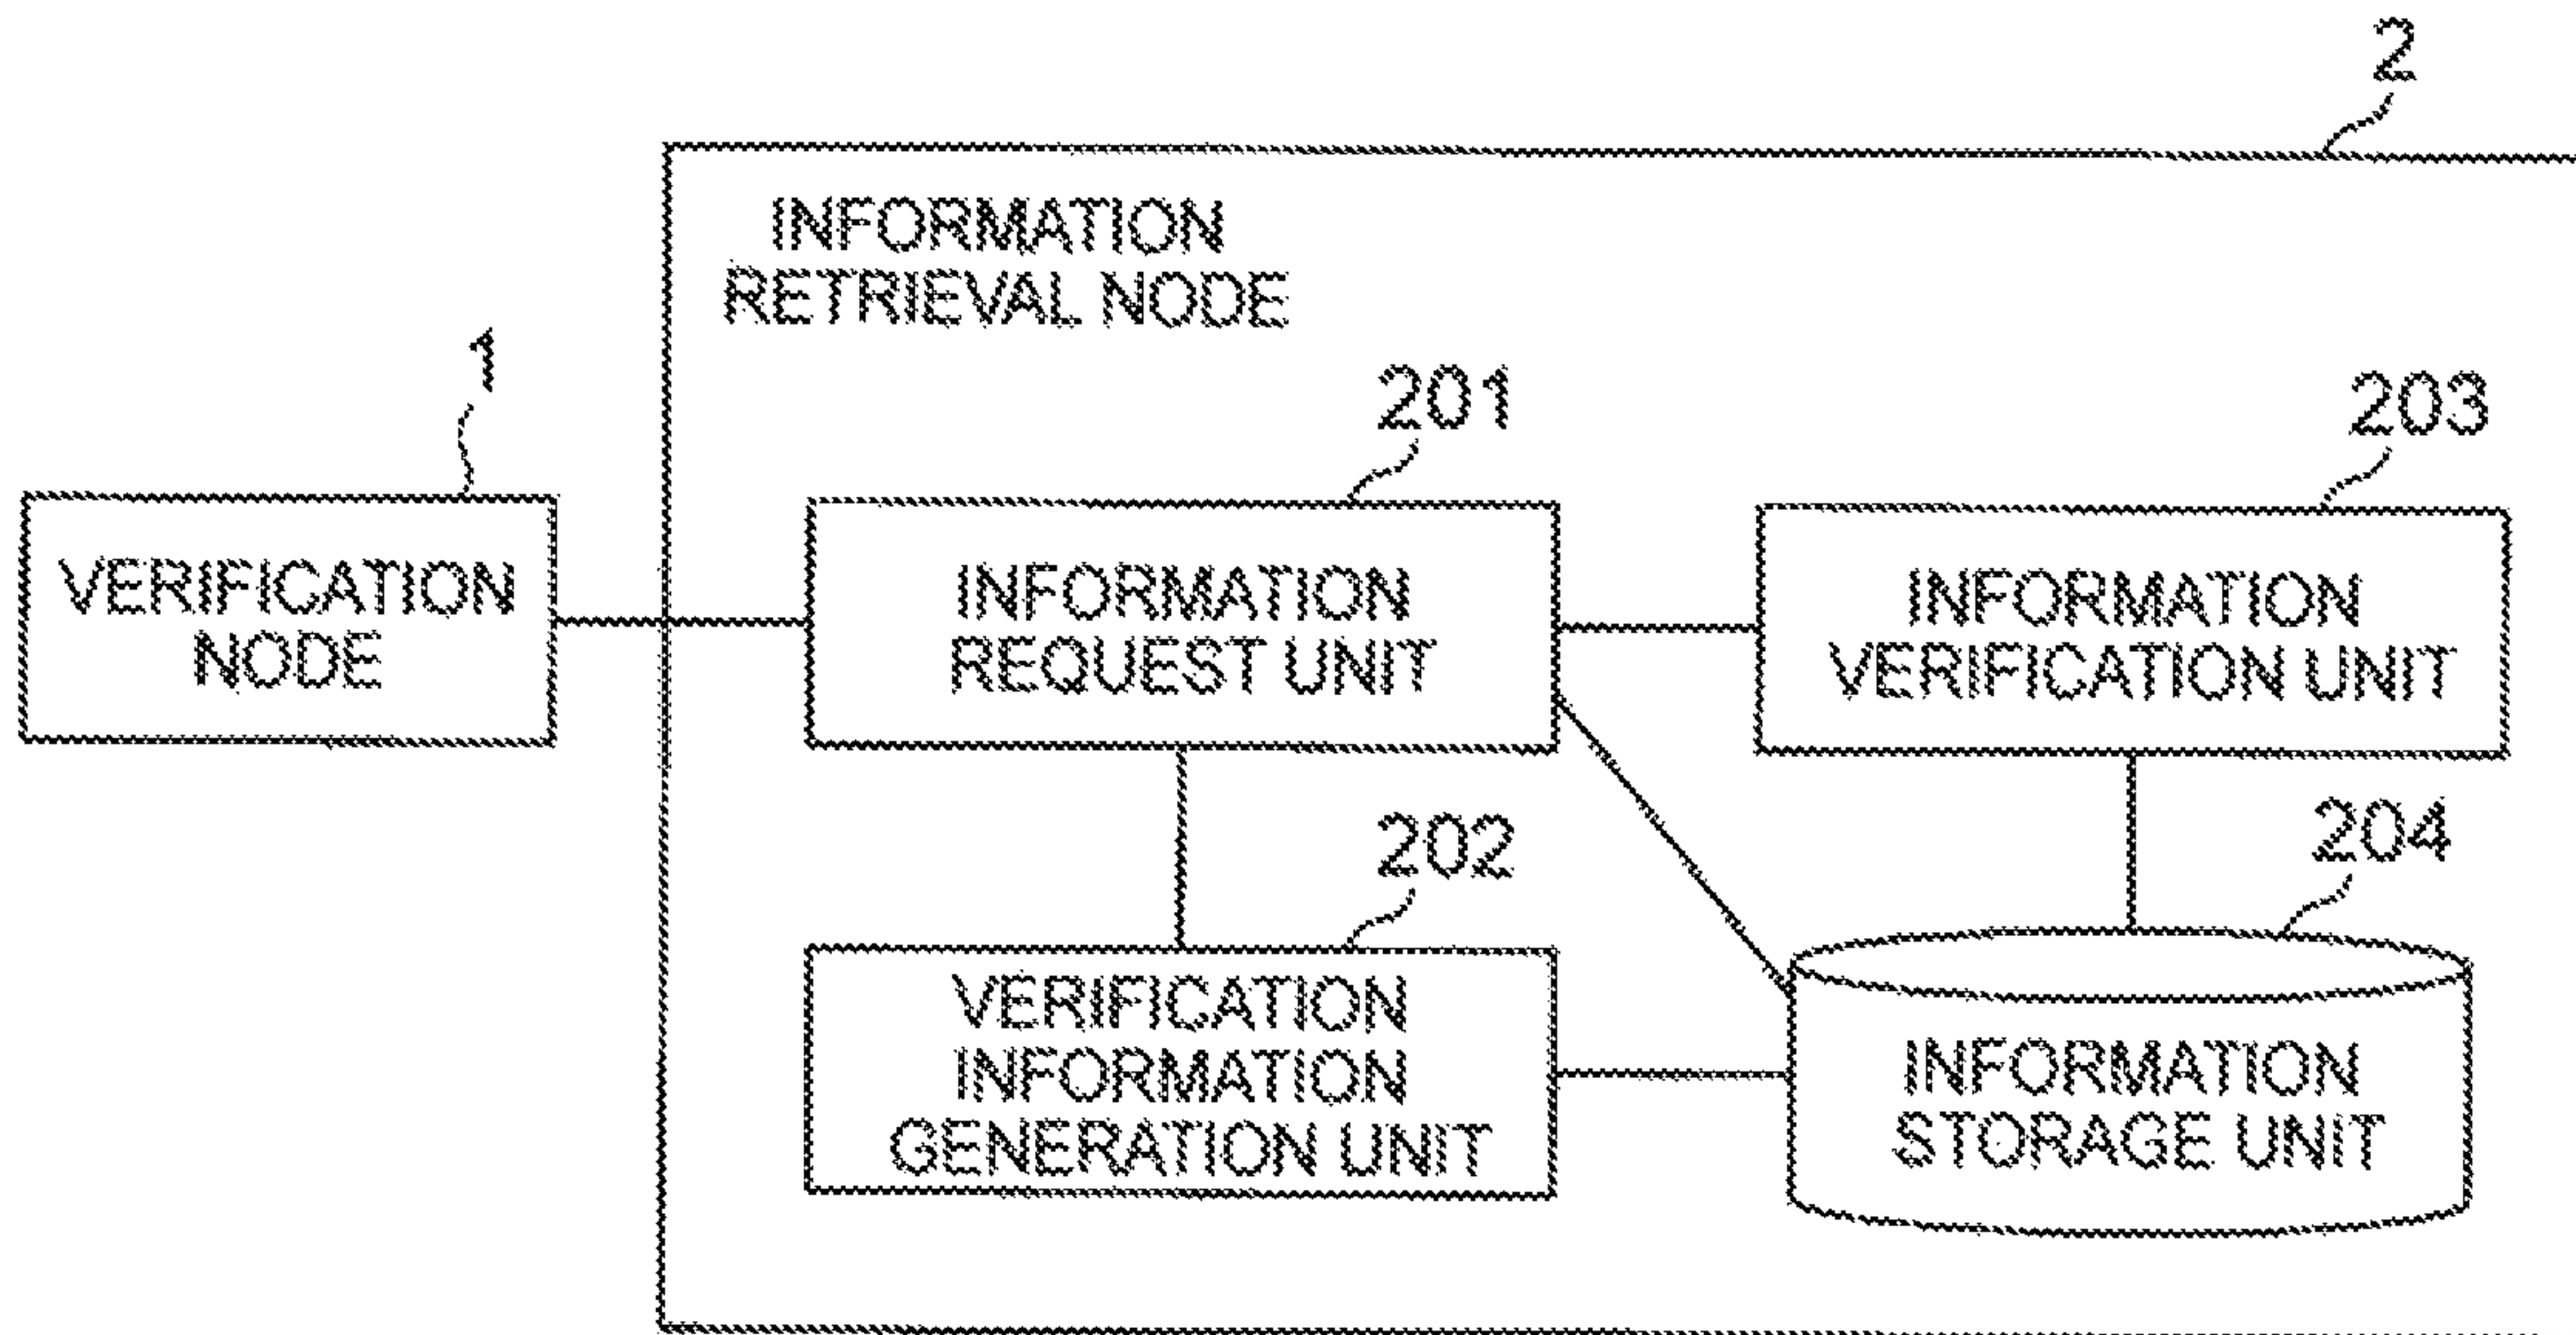 2
INFORMATION
RETRIEVAL NODE
1
201
203
VERIFICATION
NODE
INFORMATION
REQUEST UNIT
INFORMATION
VERIFICATION UNIT
202
204
VERIFICATION
INFORMATION
GENERATION UNIT
INFORMATION
STORAGE UNIT